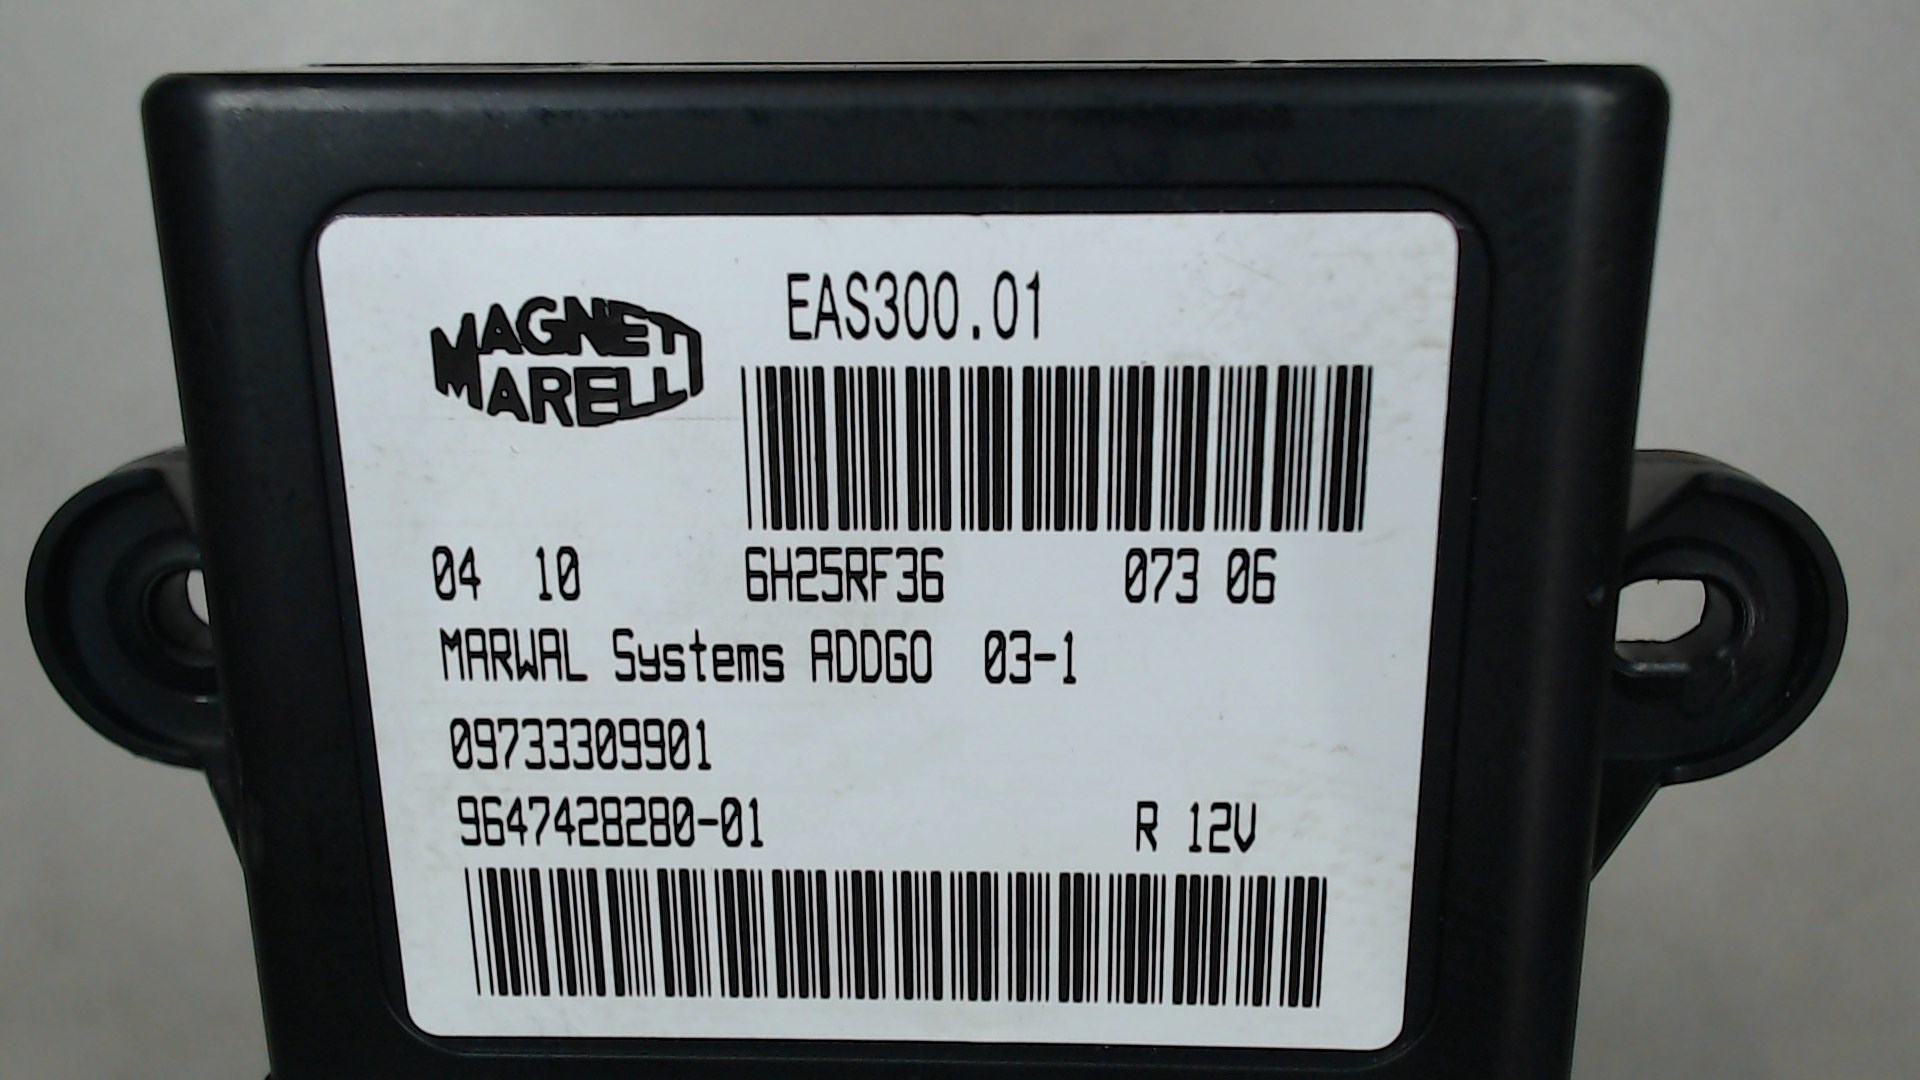 MAGNETI
MARELLI
EAS300.01
04 10 6H25RF36 073 06
MARWAL Systems ADDGO 03-1
09733309901
9647428280-01 R 12V